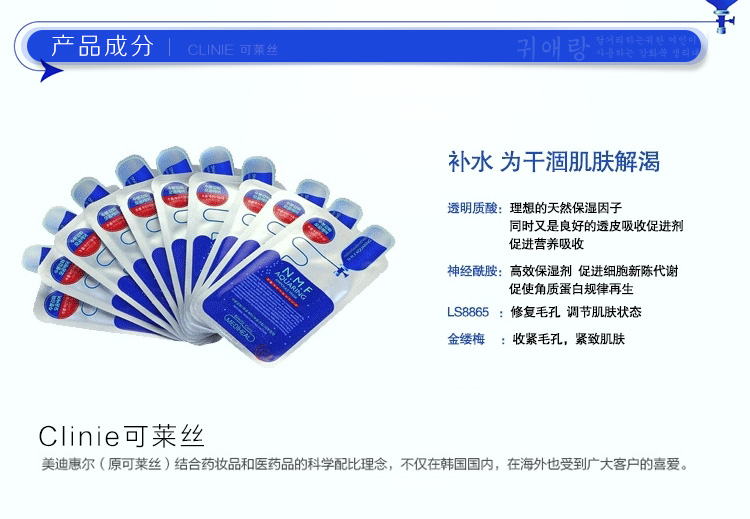 产品成分
CLINIE 可莱丝
귀애랑
补水 为干涸肌肤解渴
透明质酸：理想的天然保湿因子
同时又是良好的透皮吸收促进剂
促进营养吸收
神经酰胺：高效保湿剂 促进细胞新陈代谢
促使角质蛋白规律再生
LS8865 ：修复毛孔 调节肌肤状态
金缕梅 ：收紧毛孔，紧致肌肤
N.M.F
AQUARING
MEDIHEAL
Clinie可莱丝
美迪惠尔（原可莱丝）结合药妆品和医药品的科学配比理念，不仅在韩国国内，在海外也受到广大客户的喜爱。